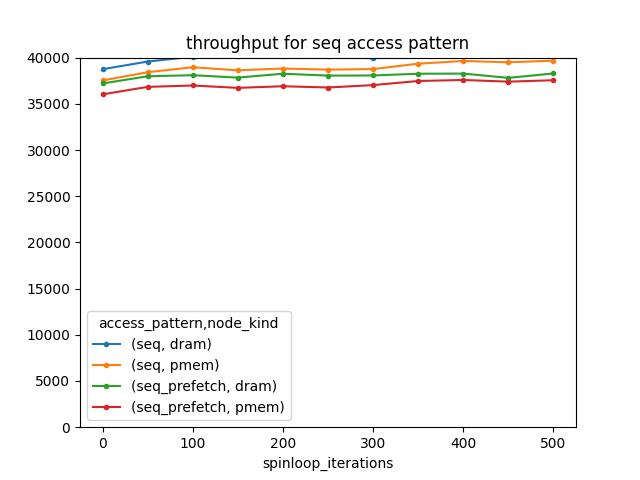 throughput for seq access pattern
40000
35000
30000
25000
20000
15000
10000
5000
0
access_pattern,node_kind
(seq, dram)
(seq, pmem)
(seq_prefetch, dram)
(seq_prefetch, pmem)
0 100 200 300 400 500
spinloop_iterations